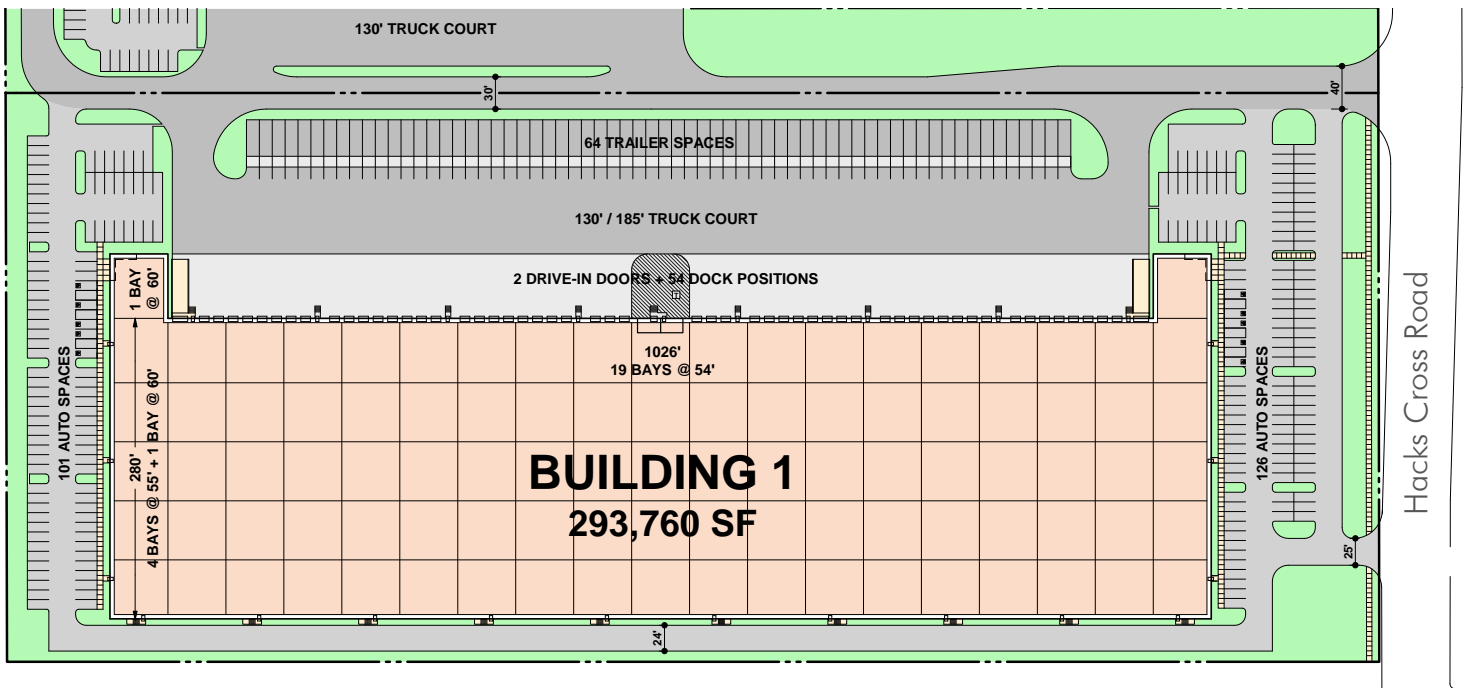 130' TRUCK COURT
30'
40'
64 TRAILER SPACES
130' / 185' TRUCK COURT
2 DRIVE-IN DOORS + 54 DOCK POSITIONS
1 BAY
@ 60'
1026'
19 BAYS @ 54'
101 AUTO SPACES
280'
4 BAYS @ 55' + 1 BAY @ 60'
BUILDING 1
293,760 SF
126 AUTO SPACES
Hacks Cross Road
25'
24'